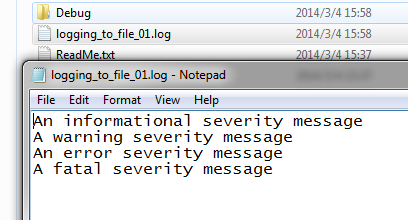 Debug 2014/3/4 15:58
logging_to_file_01.log 2014/3/4 15:58
ReadMe.txt 2014/3/4 15:37
logging_to_file_01.log - Notepad
File Edit Format View Help
An informational severity message
A warning severity message
An error severity message
A fatal severity message